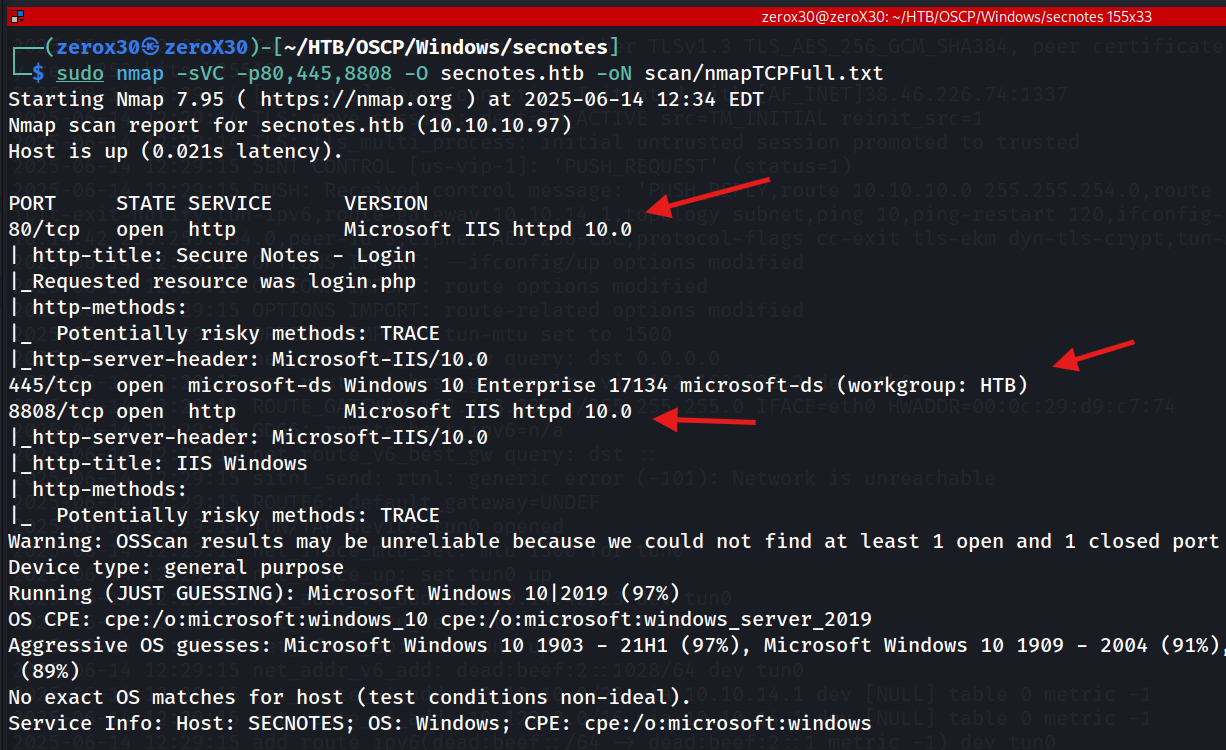 zerox30@zeroX30: ~/HTB/OSCP/Windows/secnotes 155x33
┌──(zerox30㉿zeroX30)-[~/HTB/OSCP/Windows/secnotes]
└─$ sudo nmap -sVC -p80,445,8808 -O secnotes.htb -oN scan/nmapTCPFull.txt
Starting Nmap 7.95 ( https://nmap.org ) at 2025-06-14 12:34 EDT
Nmap scan report for secnotes.htb (10.10.10.97)
Host is up (0.021s latency).
PORT     STATE SERVICE      VERSION
80/tcp   open  http         Microsoft IIS httpd 10.0
| http-title: Secure Notes - Login
|_Requested resource was login.php
| http-methods:
|_  Potentially risky methods: TRACE
|_http-server-header: Microsoft-IIS/10.0
445/tcp  open  microsoft-ds Windows 10 Enterprise 17134 microsoft-ds (workgroup: HTB)
8808/tcp open  http         Microsoft IIS httpd 10.0
|_http-server-header: Microsoft-IIS/10.0
|_http-title: IIS Windows
| http-methods:
|_  Potentially risky methods: TRACE
Warning: OSScan results may be unreliable because we could not find at least 1 open and 1 closed port
Device type: general purpose
Running (JUST GUESSING): Microsoft Windows 10|2019 (97%)
OS CPE: cpe:/o:microsoft:windows_10 cpe:/o:microsoft:windows_server_2019
Aggressive OS guesses: Microsoft Windows 10 1903 - 21H1 (97%), Microsoft Windows 10 1909 - 2004 (91%),
(89%)
No exact OS matches for host (test conditions non-ideal).
Service Info: Host: SECNOTES; OS: Windows; CPE: cpe:/o:microsoft:windows